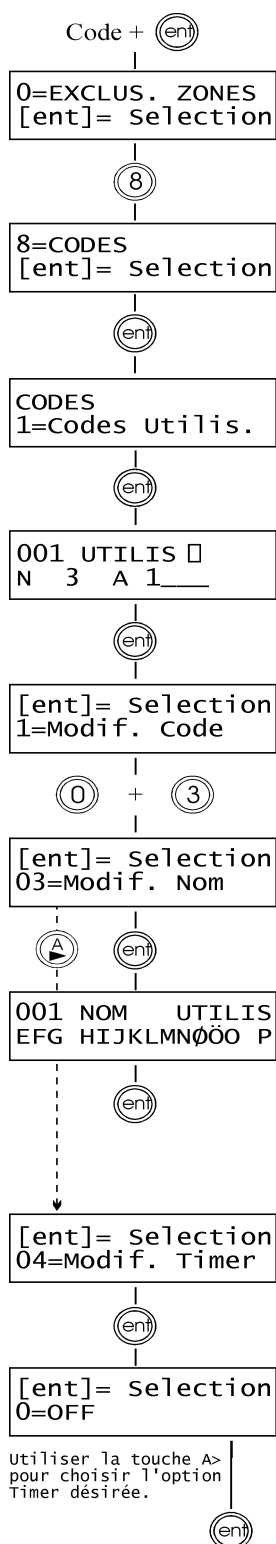 Code + ent
0=EXCLUS. ZONES
[ent]= Selection
8
8=CODES
[ent]= Selection
ent
CODES
1=Codes Utilis.
ent
001 UTILIS
N 3 A 1___
ent
[ent]= Selection
1=Modif. Code
0 + 3
[ent]= Selection
03=Modif. Nom
A ent
001 NOM UTILIS
EFG HIJKLMNØÖO P
ent
[ent]= Selection
04=Modif. Timer
ent
[ent]= Selection
0=OFF
Utiliser la touche A>
pour choisir l'option
Timer désirée.
ent